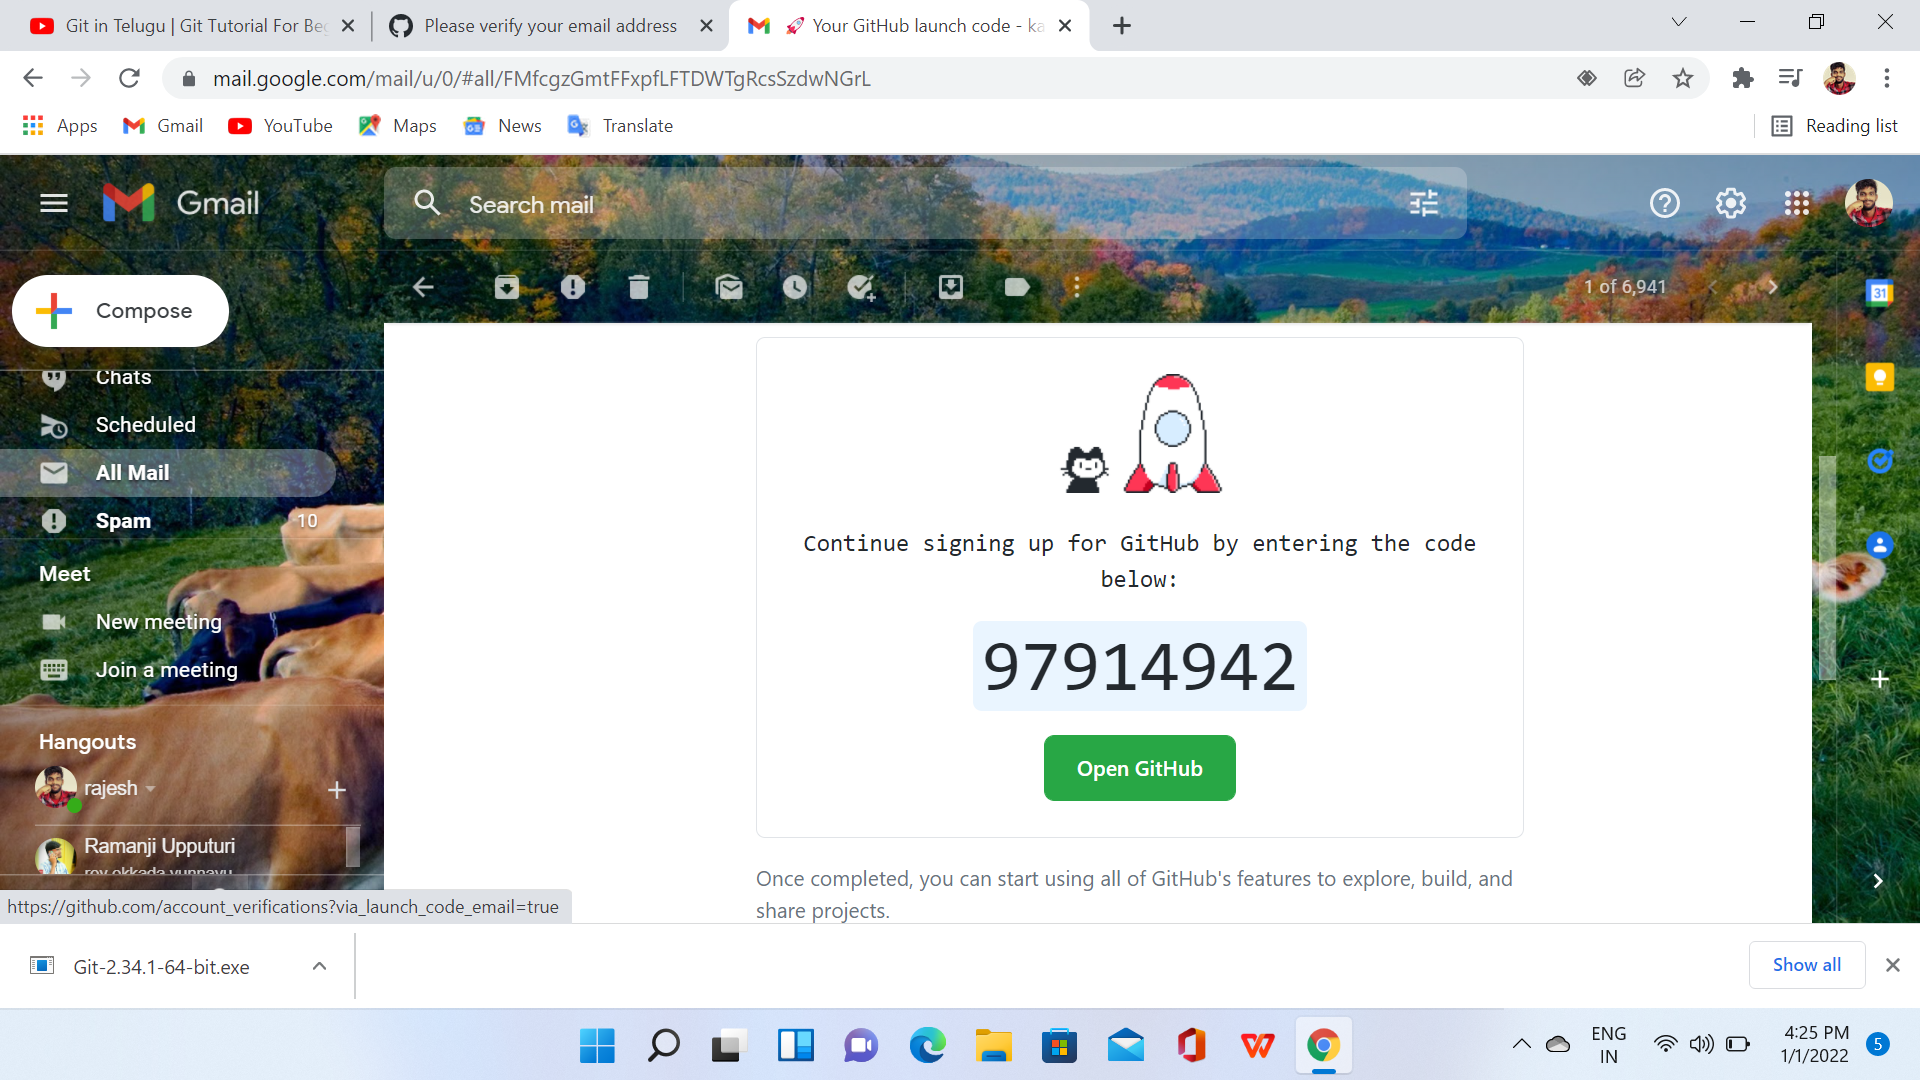 Git in Telugu | Git Tutorial For Be
Please verify your email address
Your GitHub launch code - ka
mail.google.com/mail/u/0/#all/FMfcgzGmtFFxpfLFTDWTgRcsSzdwNGrL
Apps
Gmail
YouTube
Maps
News
Translate
Reading list
Gmail
Search mail
Compose
1 of 6,941
31
Chats
Scheduled
All Mail
Spam 10
Meet
New meeting
Join a meeting
Hangouts
rajesh
Ramanji Upputuri
Continue signing up for GitHub by entering the code
below:
97914942
Open GitHub
Once completed, you can start using all of GitHub's features to explore, build, and
share projects.
https://github.com/account_verifications?via_launch_code_email=true
Git-2.34.1-64-bit.exe
Show all
ENG
IN
4:25 PM
1/1/2022
5